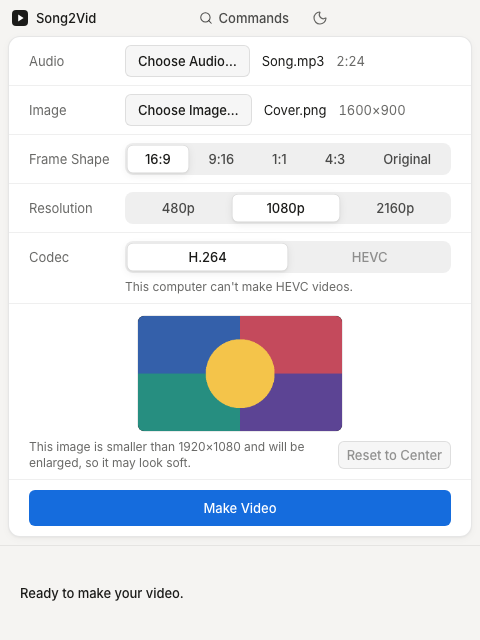 Song2Vid
Commands
Audio
Choose Audio...
Song.mp3
2:24
Image
Choose Image...
Cover.png
1600×900
Frame Shape
16:9
9:16
1:1
4:3
Original
Resolution
480p
1080p
2160p
Codec
H.264
HEVC
This computer can't make HEVC videos.
This image is smaller than 1920×1080 and will be
enlarged, so it may look soft.
Reset to Center
Make Video
Ready to make your video.